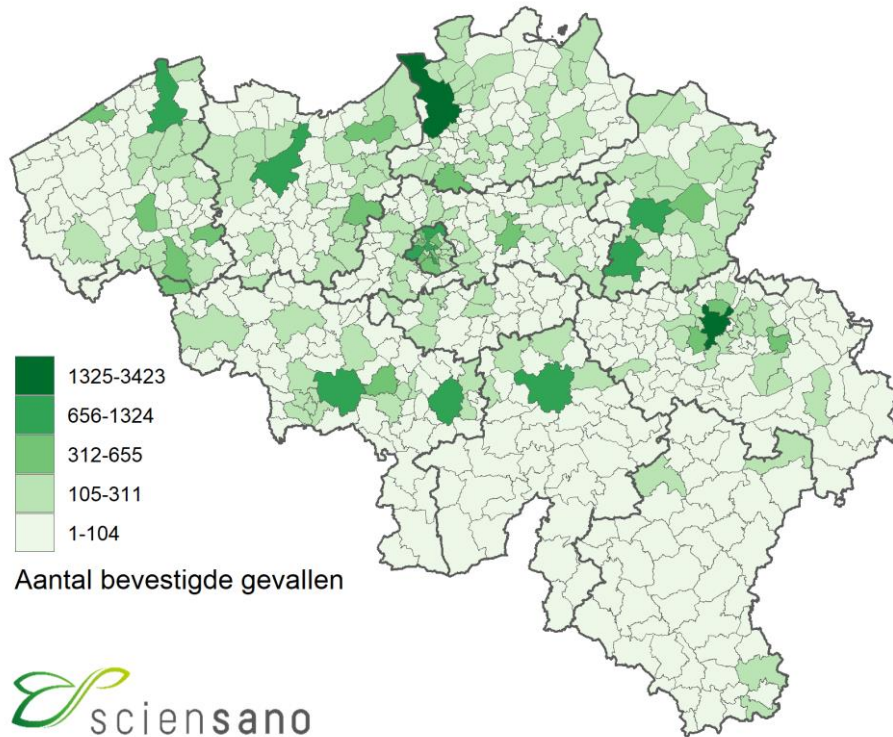 1325-3423
656-1324
312-655
105-311
1-104
Aantal bevestigde gevallen
sciensano